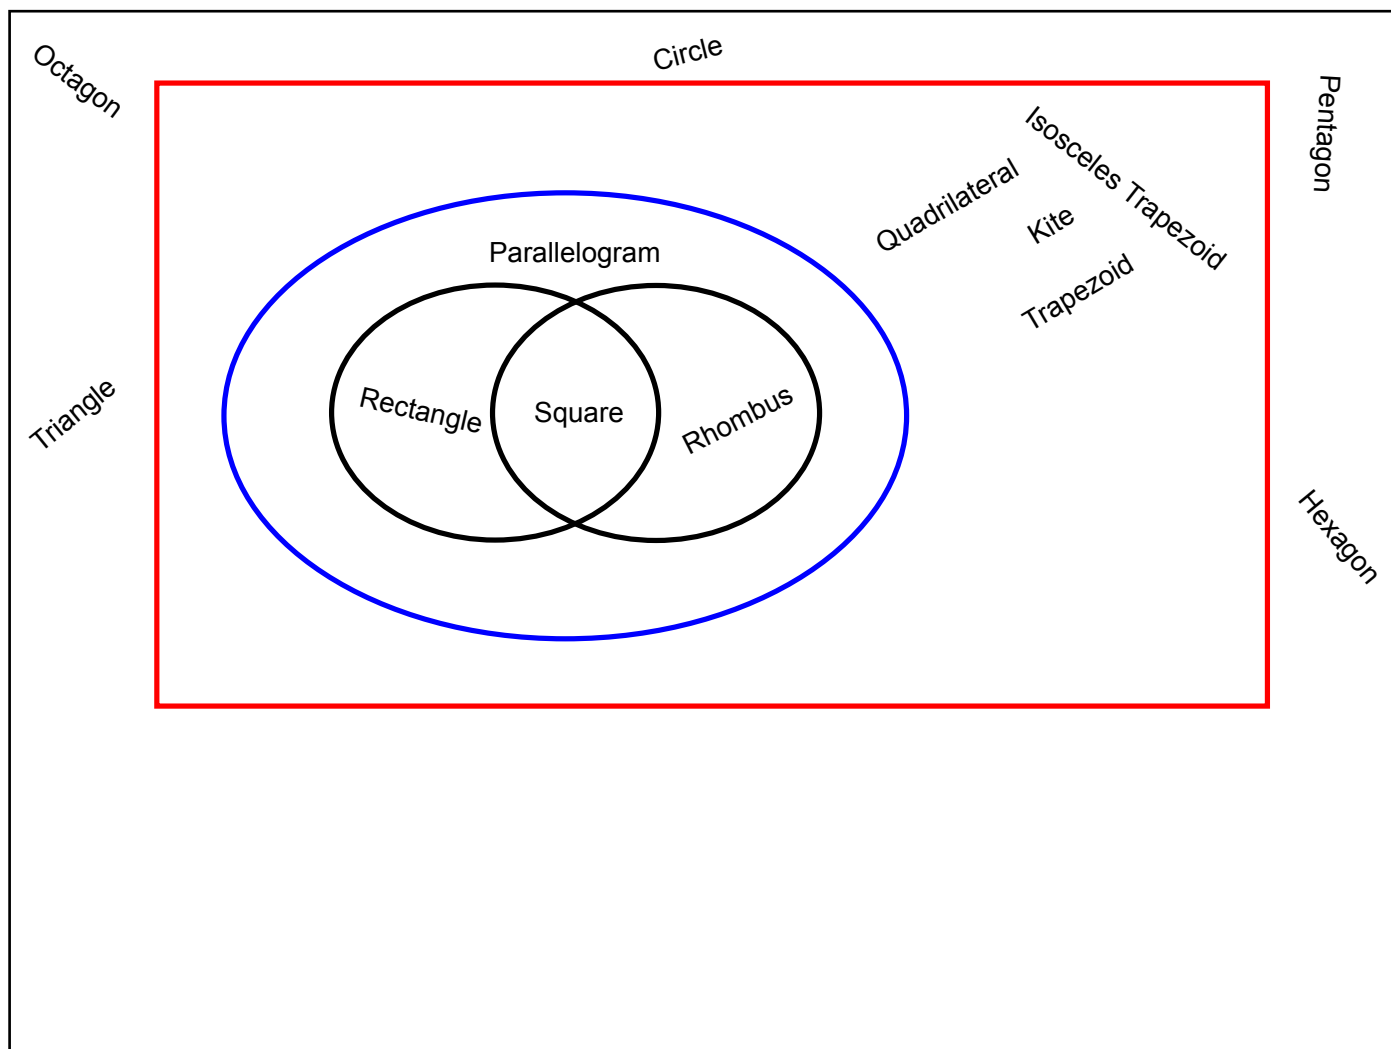 Circle
Octagon
Pentagon
Isosceles Trapezoid
Quadrilateral
Kite
Trapezoid
Parallelogram
Triangle
Rectangle
Square
Rhombus
Hexagon